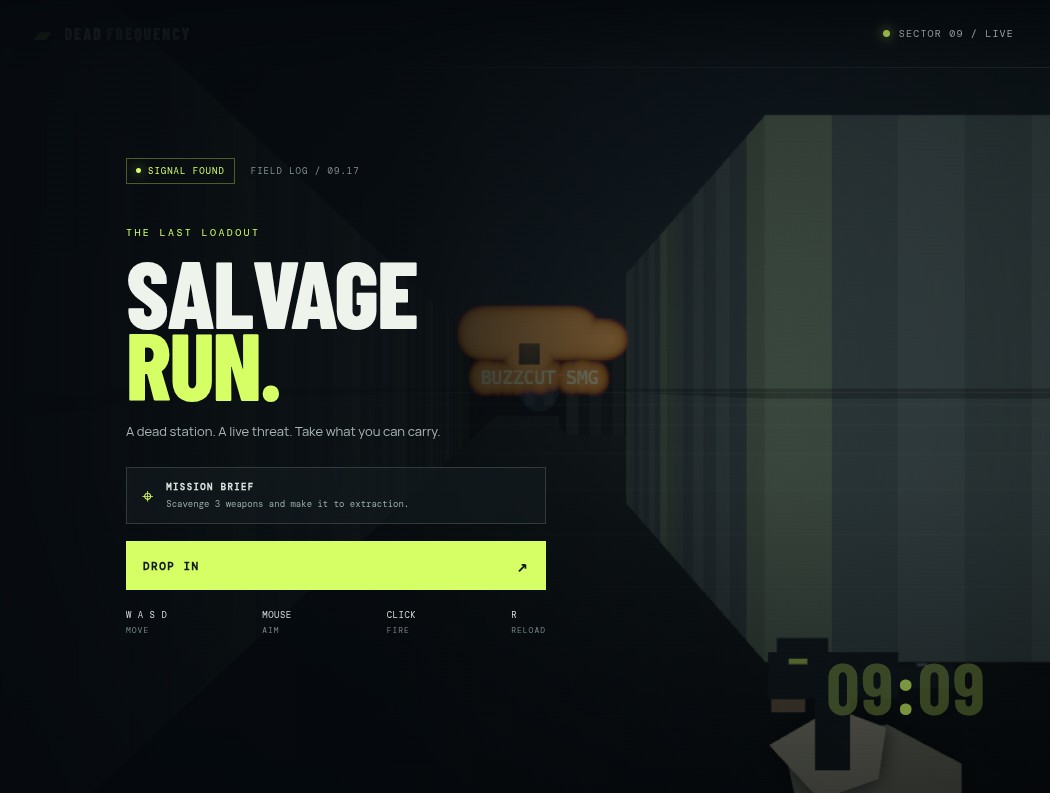 DEAD FREQUENCY
SECTOR 09 / LIVE
SIGNAL FOUND
FIELD LOG / 09.17
THE LAST LOADOUT
SALVAGE
RUN.
BUZZCUT SMG
A dead station. A live threat. Take what you can carry.
MISSION BRIEF
Scavenge 3 weapons and make it to extraction.
DROP IN
W A S D
MOUSE
CLICK
R
MOVE
AIM
FIRE
RELOAD
09:09